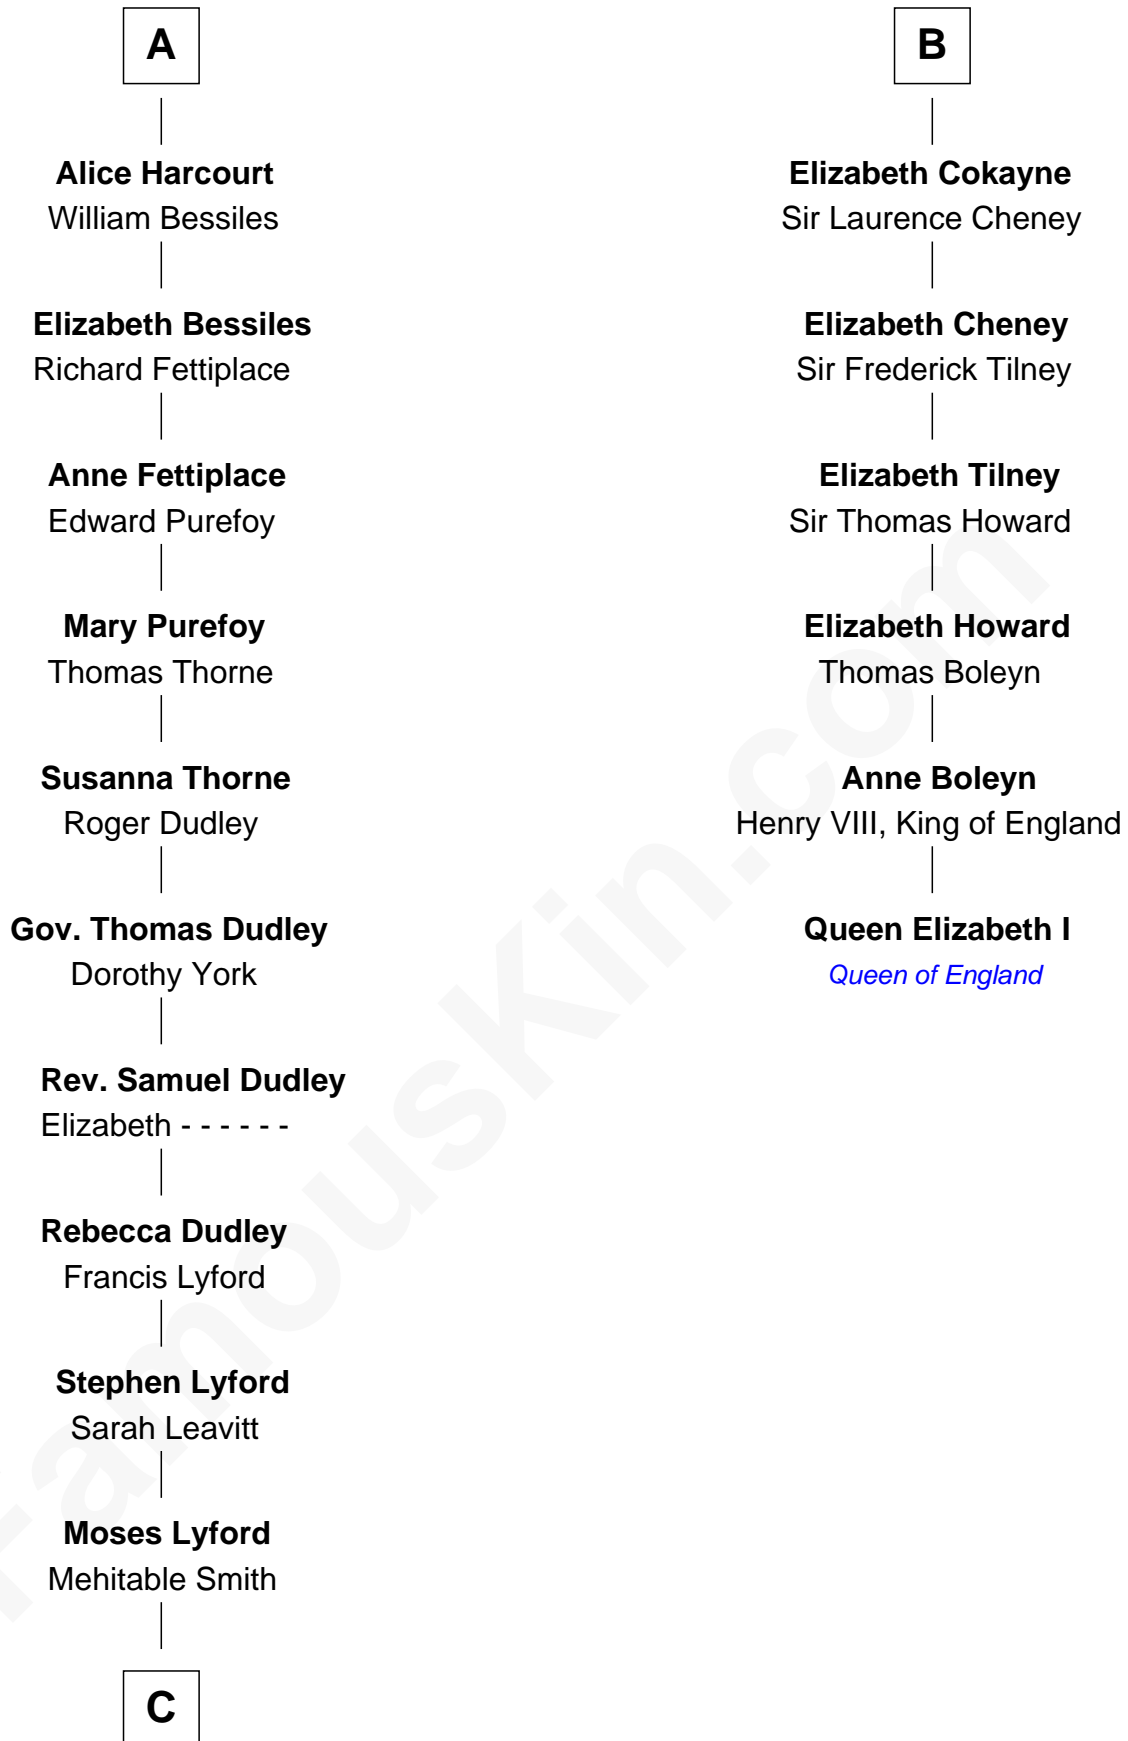 A
Alice Harcourt
William Bessiles
Elizabeth Bessiles
Richard Fettiplace
Anne Fettiplace
Edward Purefoy
Mary Purefoy
Thomas Thorne
Susanna Thorne
Roger Dudley
Gov. Thomas Dudley
Dorothy York
Rev. Samuel Dudley
Elizabeth - - - - - -
Rebecca Dudley
Francis Lyford
Stephen Lyford
Sarah Leavitt
Moses Lyford
Mehitable Smith
C
B
Elizabeth Cokayne
Sir Laurence Cheney
Elizabeth Cheney
Sir Frederick Tilney
Elizabeth Tilney
Sir Thomas Howard
Elizabeth Howard
Thomas Boleyn
Anne Boleyn
Henry VIII, King of England
Queen Elizabeth I
Queen of England
FamousKin.com